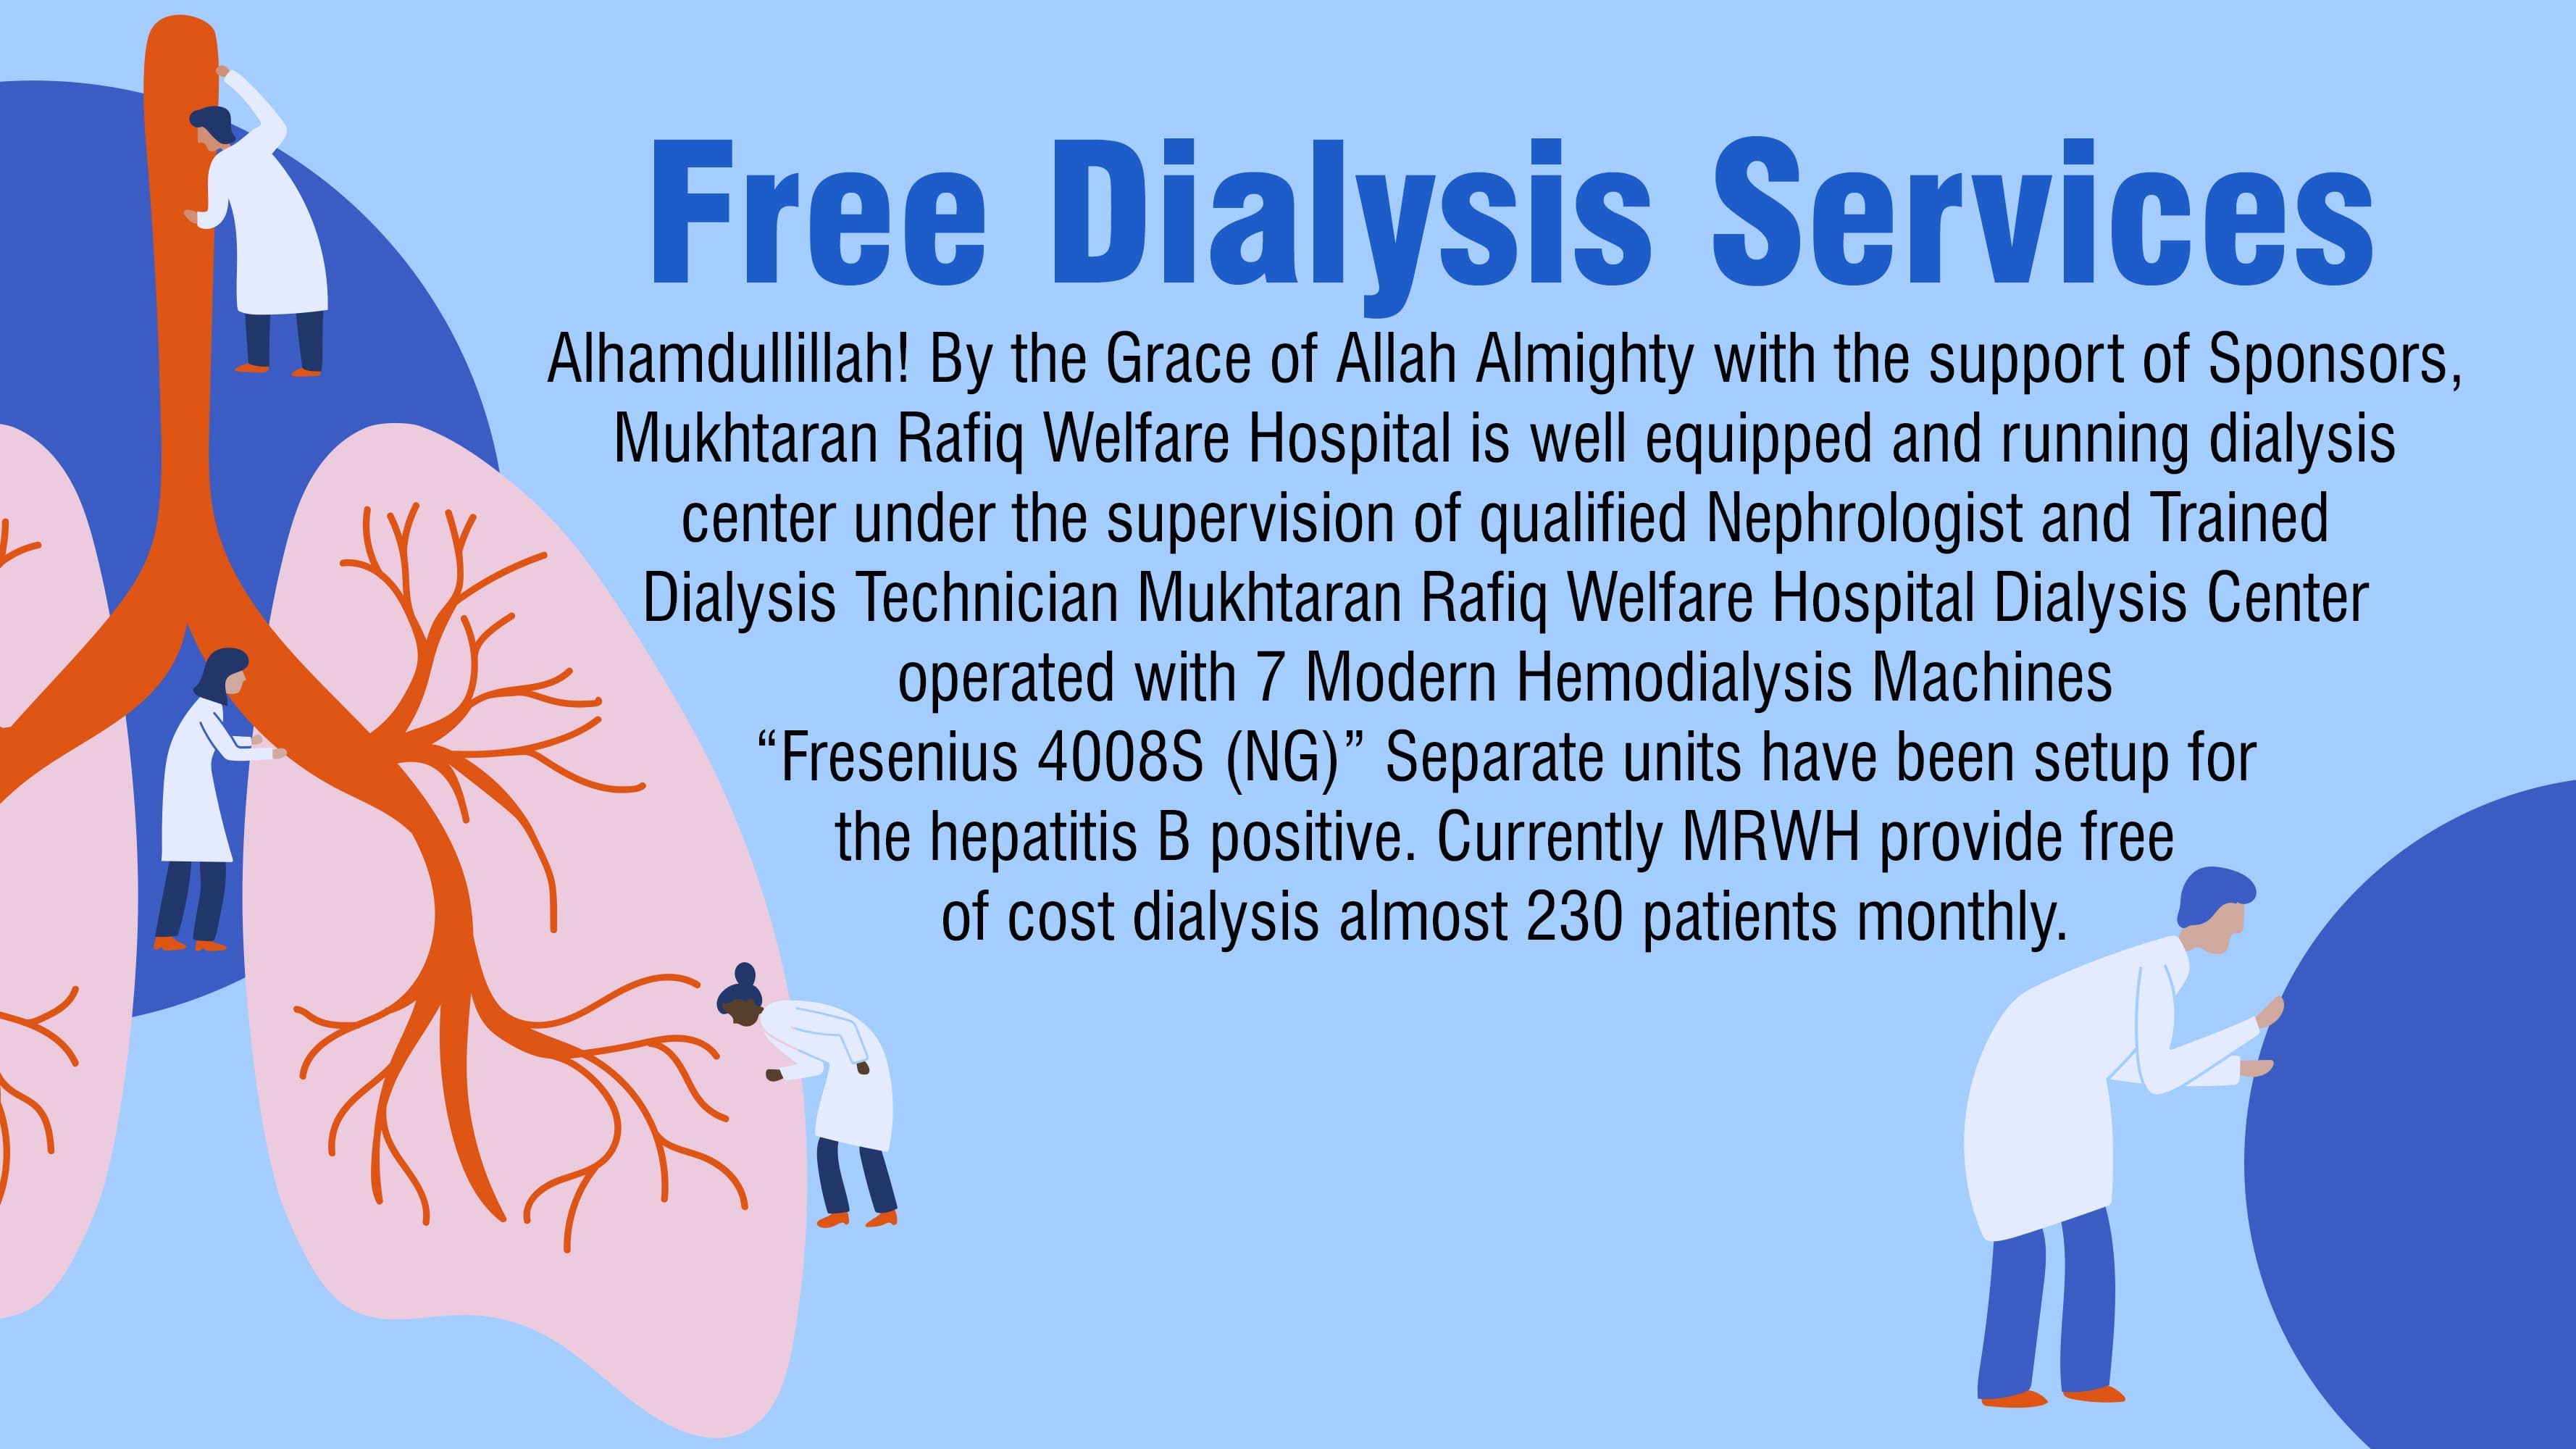 Free Dialysis Services
Alhamdullillah! By the Grace of Allah Almighty with the support of Sponsors,
Mukhtaran Rafiq Welfare Hospital is well equipped and running dialysis
center under the supervision of qualified Nephrologist and Trained
Dialysis Technician Mukhtaran Rafiq Welfare Hospital Dialysis Center
operated with 7 Modern Hemodialysis Machines
“Fresenius 4008S (NG)” Separate units have been setup for
the hepatitis B positive. Currently MRWH provide free
of cost dialysis almost 230 patients monthly.